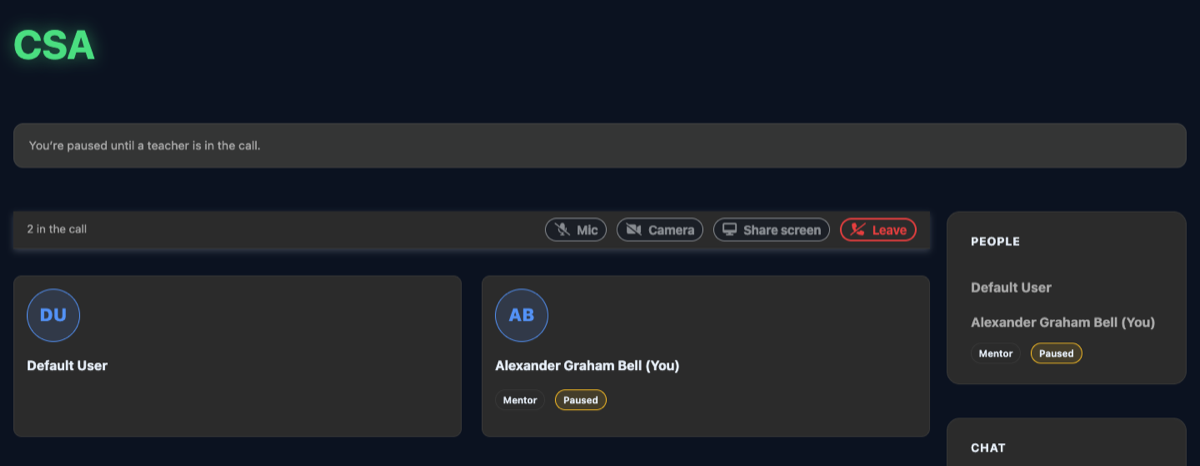 CSA
You're paused until a teacher is in the call.
2 in the call
Mic
Camera
Share screen
Leave
DU
Default User
AB
Alexander Graham Bell (You)
Mentor
Paused
PEOPLE
Default User
Alexander Graham Bell (You)
Mentor
Paused
CHAT